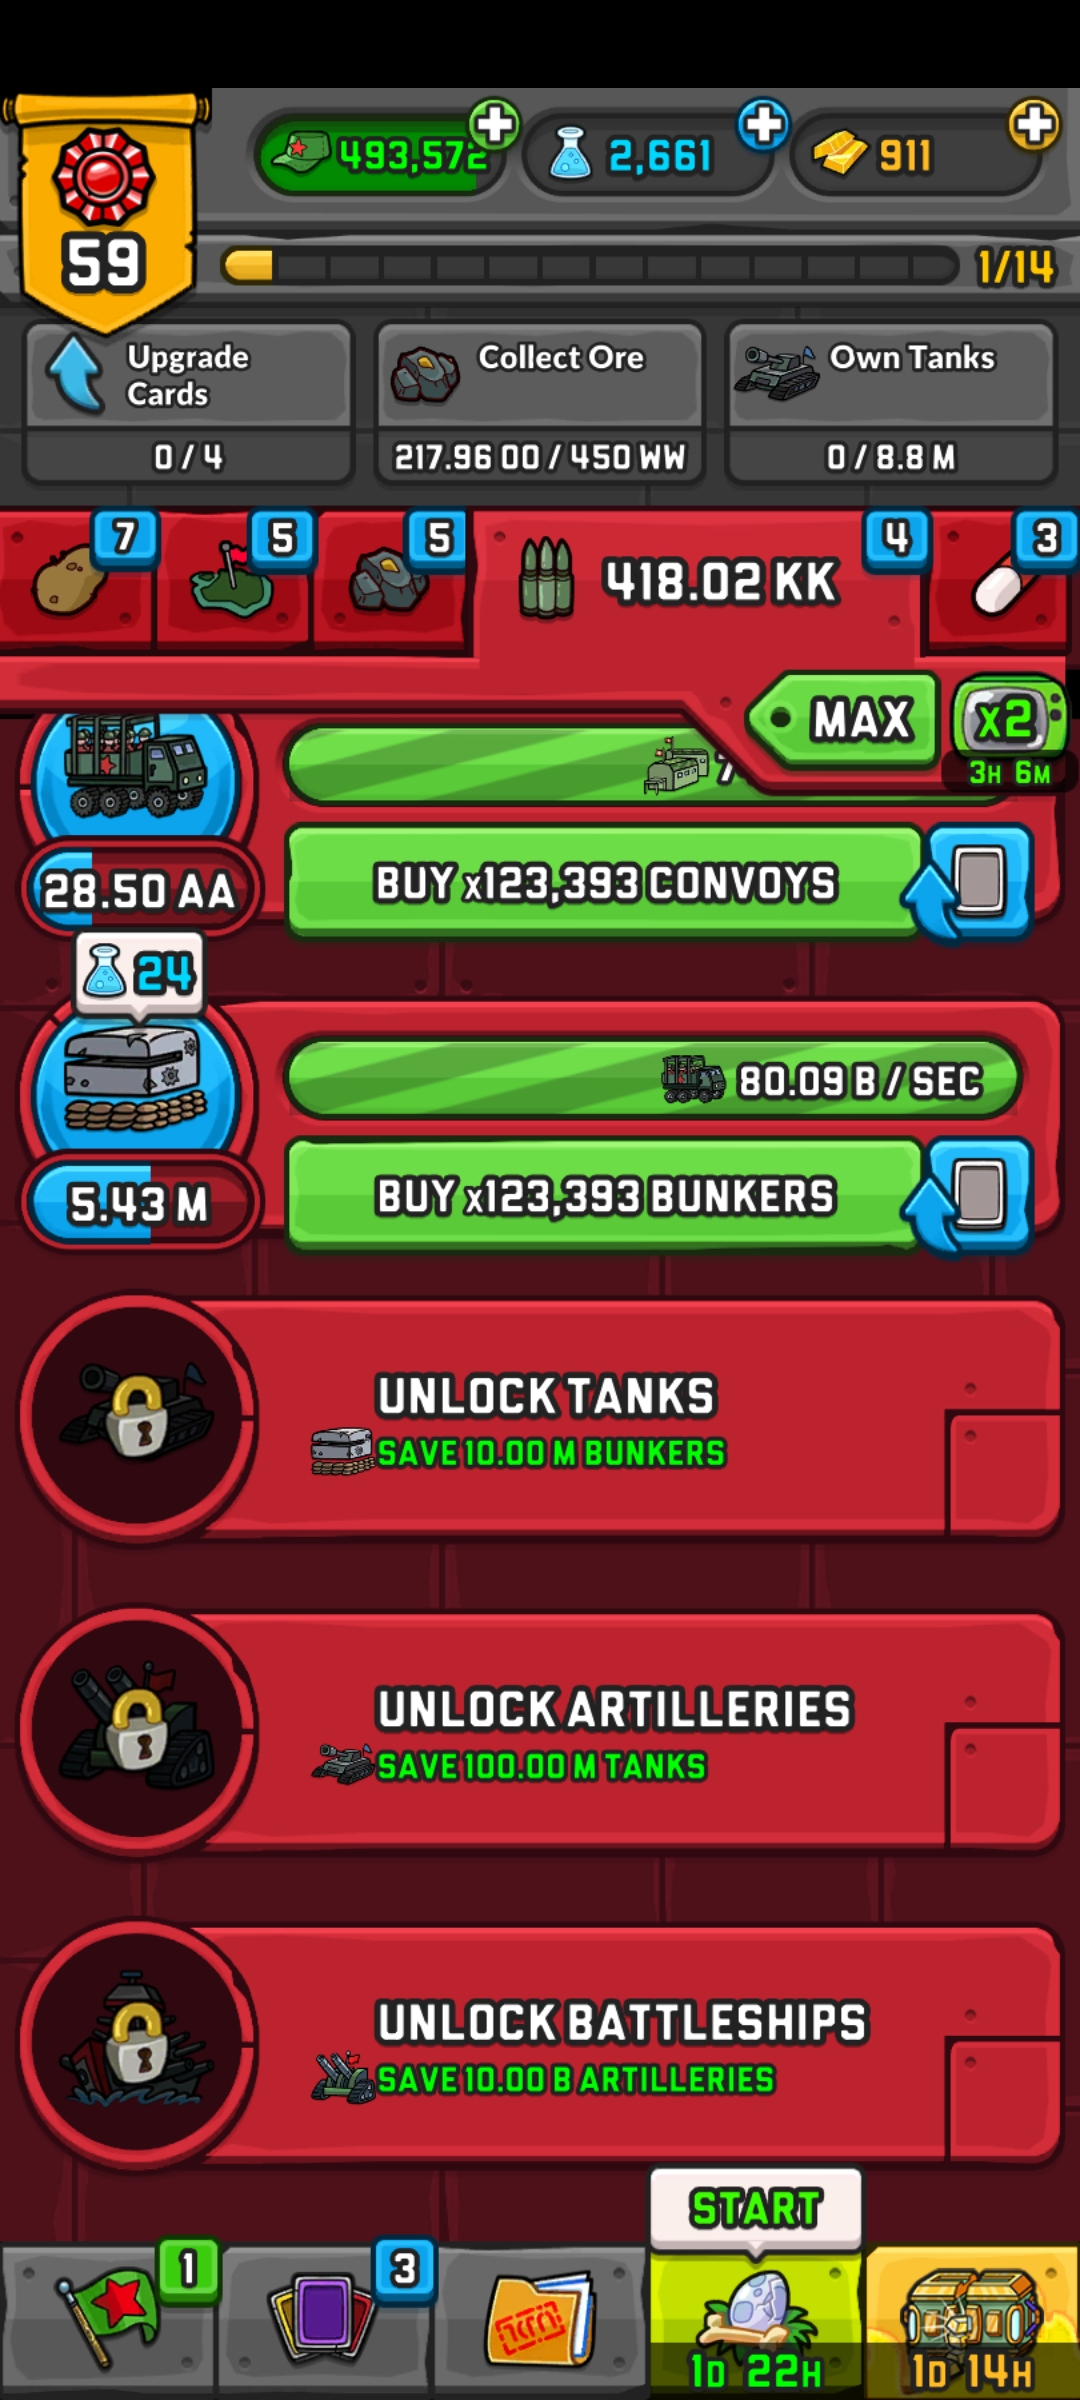 493,572
2,661
911
59
1/14
Upgrade
Cards
0 / 4
Collect Ore
217.96 OO / 450 WW
Own Tanks
0 / 8.8 M
7
5
5
418.02 KK
4
3
MAX
x2
3H 6M
28.50 AA
BUY x123,393 CONVOYS
24
80.09 B / SEC
5.43 M
BUY x123,393 BUNKERS
UNLOCK TANKS
SAVE 10.00 M BUNKERS
UNLOCK ARTILLERIES
SAVE 100.00 M TANKS
UNLOCK BATTLESHIPS
SAVE 10.00 B ARTILLERIES
START
1
3
1D 22H
1D 14H